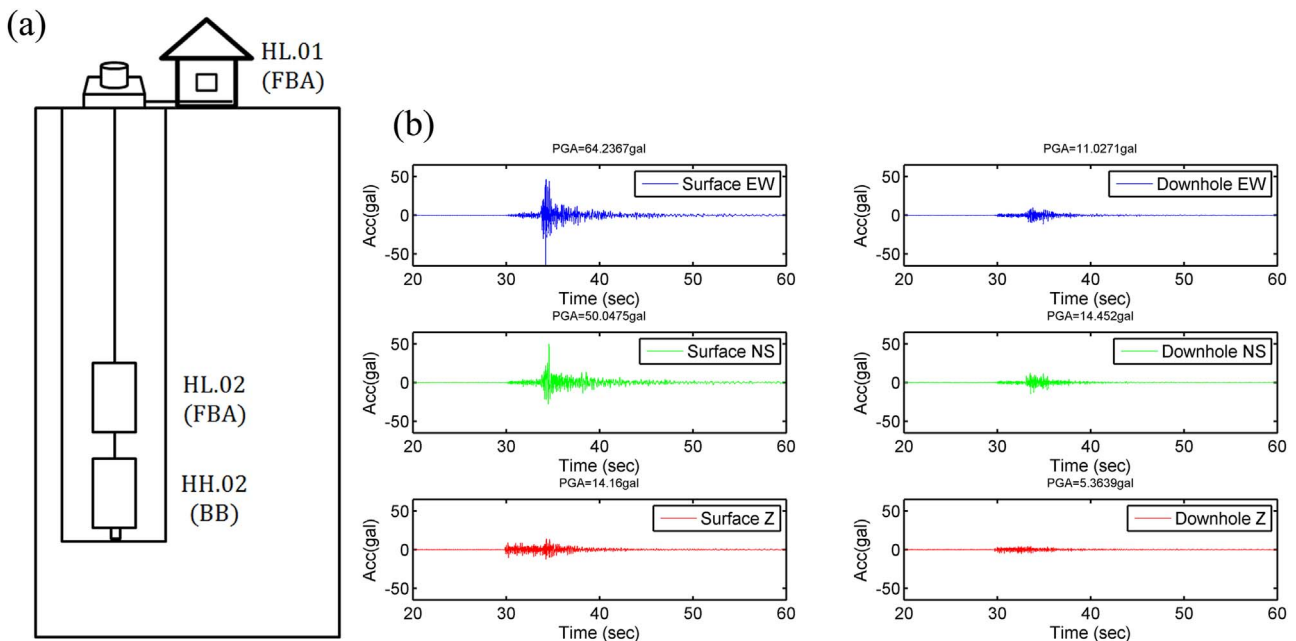 (a)
HL.01
(FBA)
HL.02
(FBA)
HH.02
(BB)
(b)
PGA=64.2367gal
50
0
-50
Acc(gal)
Surface EW
20 30 40 50 60
Time (sec)
PGA=11.0271gal
50
0
-50
Acc(gal)
Downhole EW
20 30 40 50 60
Time (sec)
PGA=50.0475gal
50
0
-50
Acc(gal)
Surface NS
20 30 40 50 60
Time (sec)
PGA=14.452gal
50
0
-50
Acc(gal)
Downhole NS
20 30 40 50 60
Time (sec)
PGA=14.16gal
50
0
-50
Acc(gal)
Surface Z
20 30 40 50 60
Time (sec)
PGA=5.3639gal
50
0
-50
Acc(gal)
Downhole Z
20 30 40 50 60
Time (sec)